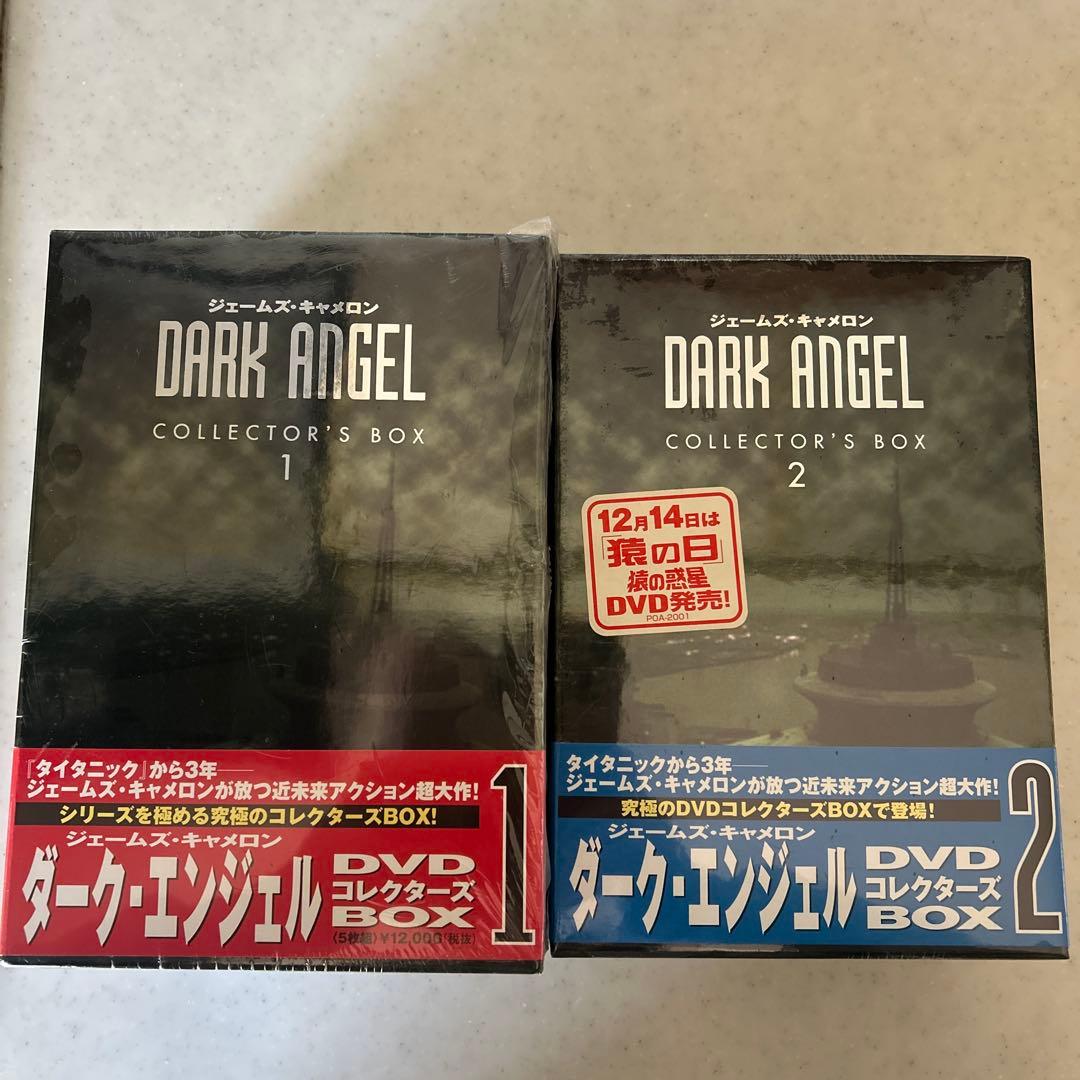 ジェームズ・キャメロン
DARK ANGEL
COLLECTOR'S BOX
1
『タイタニック』から3年――
ジェームズ・キャメロンが放つ近未来アクション超大作!
シリーズを極める究極のコレクターズBOX!
ジェームズ・キャメロン
ダーク・エンジェル
DVD
コレクターズ
BOX
1
〈5枚組〉¥12,000(税抜)
ジェームズ・キャメロン
DARK ANGEL
COLLECTOR'S BOX
2
12月14日は
「猿の日」
猿の惑星
DVD発売!
POA-2001
タイタニックから3年――
ジェームズ・キャメロンが放つ近未来アクション超大作!
究極のDVDコレクターズBOXで登場!
ジェームズ・キャメロン
ダーク・エンジェル
DVD
コレクターズ
BOX
2